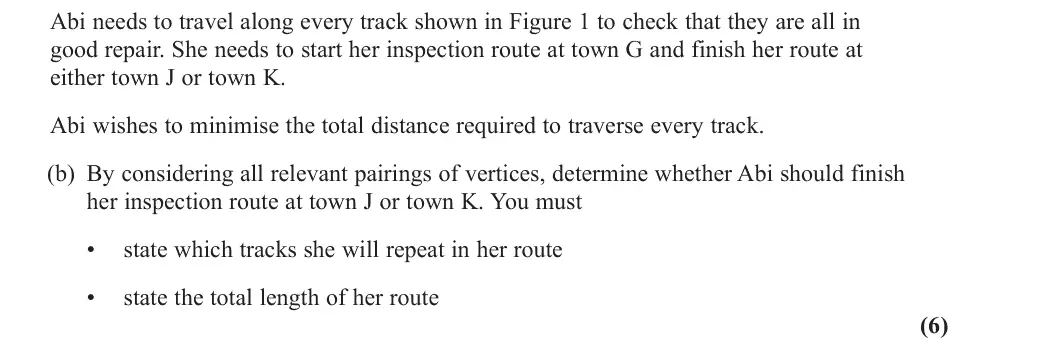 Abi needs to travel along every track shown in Figure 1 to check that they are all in
good repair. She needs to start her inspection route at town G and finish her route at
either town J or town K.
Abi wishes to minimise the total distance required to traverse every track.
(b) By considering all relevant pairings of vertices, determine whether Abi should finish
her inspection route at town J or town K. You must
• state which tracks she will repeat in her route
• state the total length of her route
(6)